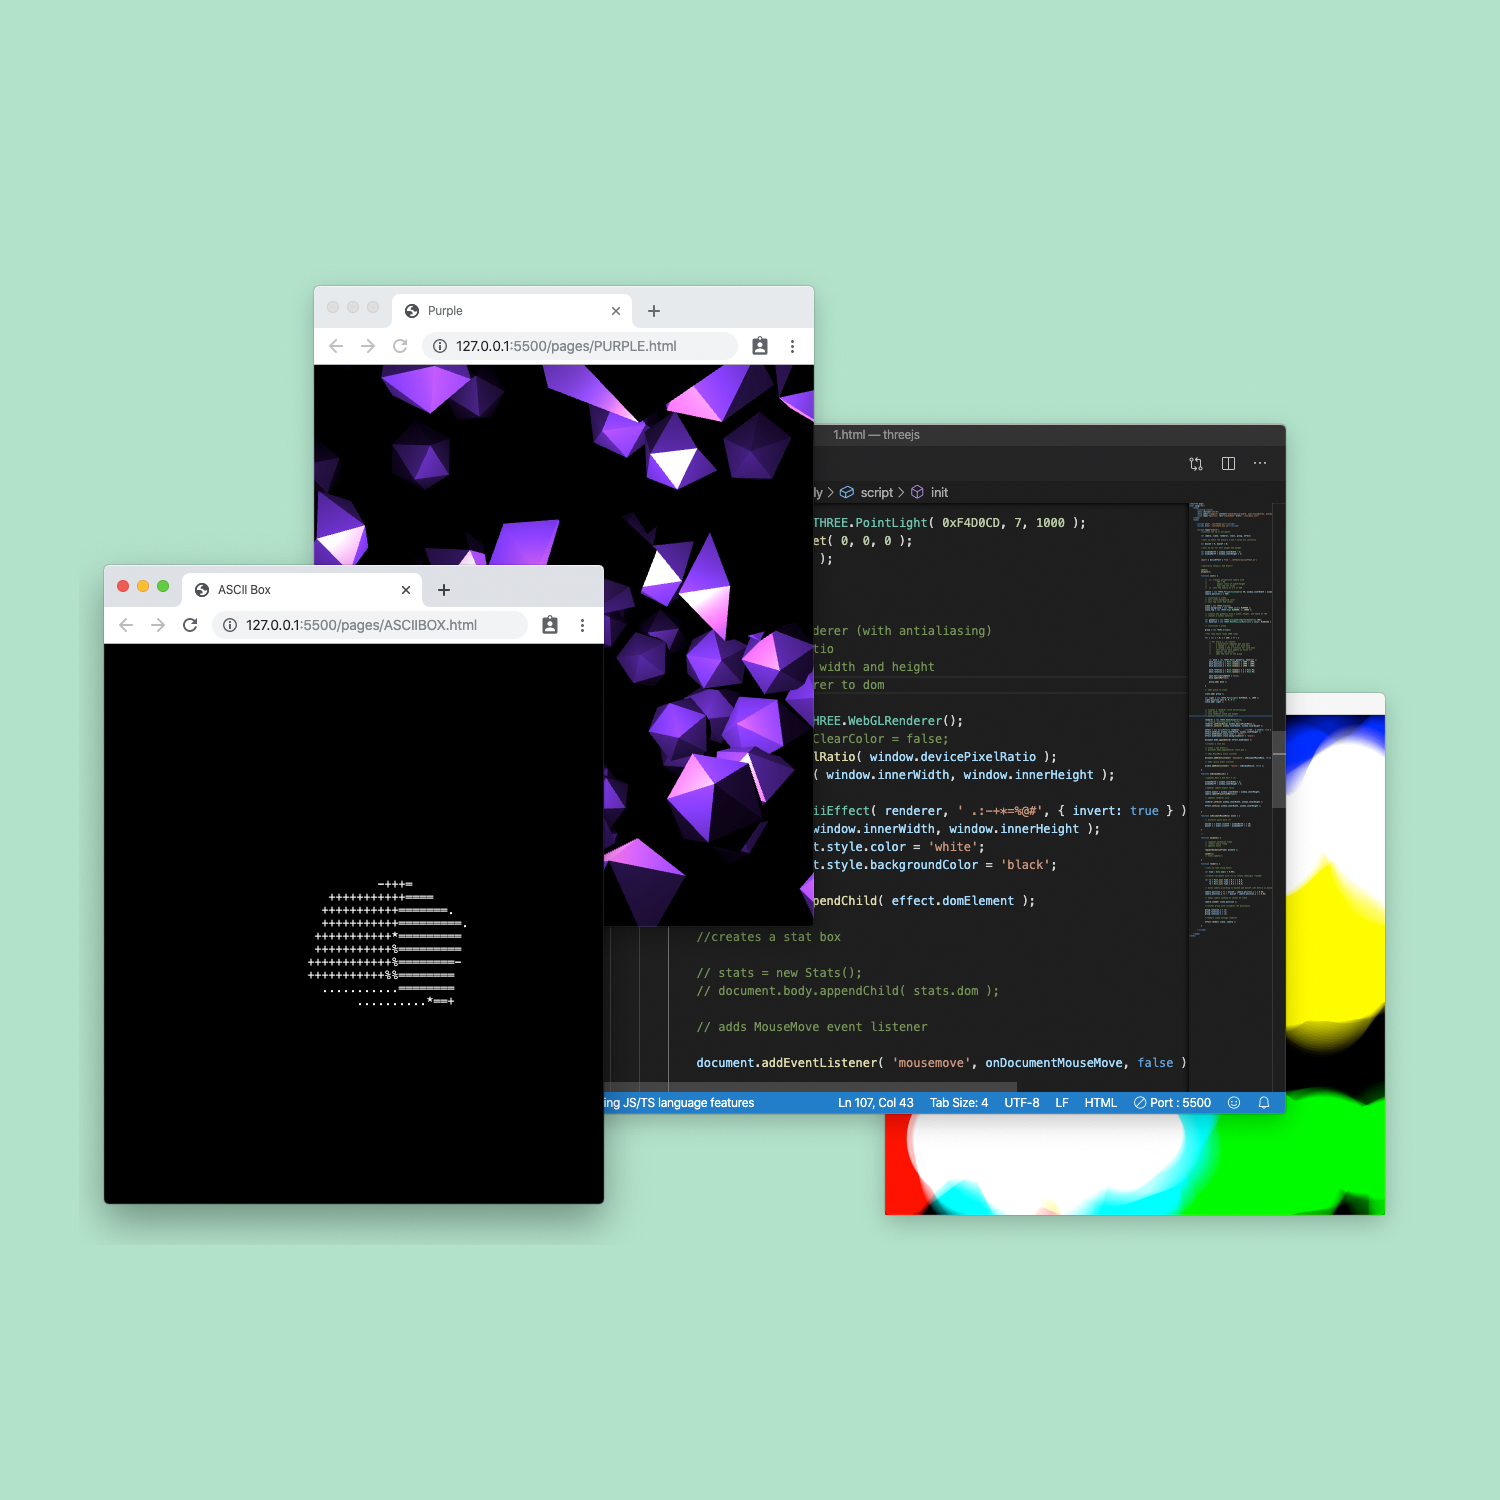 Purple
127.0.0.1:5500/pages/PURPLE.html
1.html — threejs
ly > script > init
THREE.PointLight( 0xF4D0CD, 7, 1000 );
et( 0, 0, 0 );
);
ASCII Box
127.0.0.1:5500/pages/ASCIIBOX.html
derer (with antialiasing)
tio
width and height
rer to dom
HREE.WebGLRenderer();
ClearColor = false;
lRatio( window.devicePixelRatio );
( window.innerWidth, window.innerHeight );
iiEffect( renderer, ' .:-+*=%@#', { invert: true } )
window.innerWidth, window.innerHeight );
t.style.color = 'white';
t.style.backgroundColor = 'black';
pendChild( effect.domElement );
//creates a stat box
// stats = new Stats();
// document.body.appendChild( stats.dom );
// adds MouseMove event listener
document.addEventListener( 'mousemove', onDocumentMouseMove, false )
-+++=
+++++++++++====
+++++++++++=======.
+++++++++++=========.
+++++++++++*=========
+++++++++++%=========
++++++++++++%========-
+++++++++++%%========
...........========
..........*==+
ing JS/TS language features
Ln 107, Col 43
Tab Size: 4
UTF-8
LF
HTML
Port : 5500